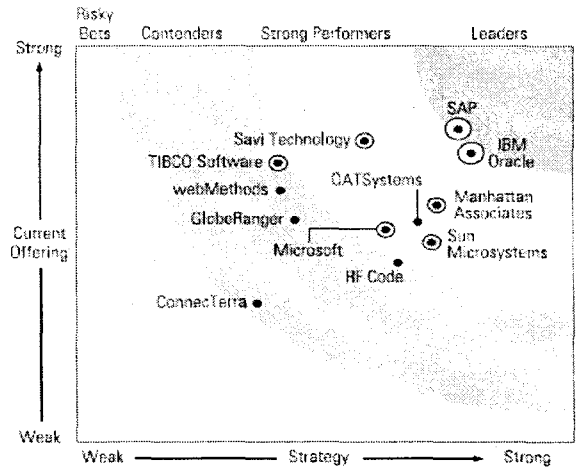 Risky
Bets
Contenders
Strong Performers
Leaders
Strong
SAP
Savi Technology
IBM
Oracle
TIBCO Software
OATSystems
webMethods
Manhattan
Associates
GlobeRanger
Current
Offering
Microsoft
Sun
Microsystems
RF Code
ConnecTerra
Weak
Weak
Strategy
Strong